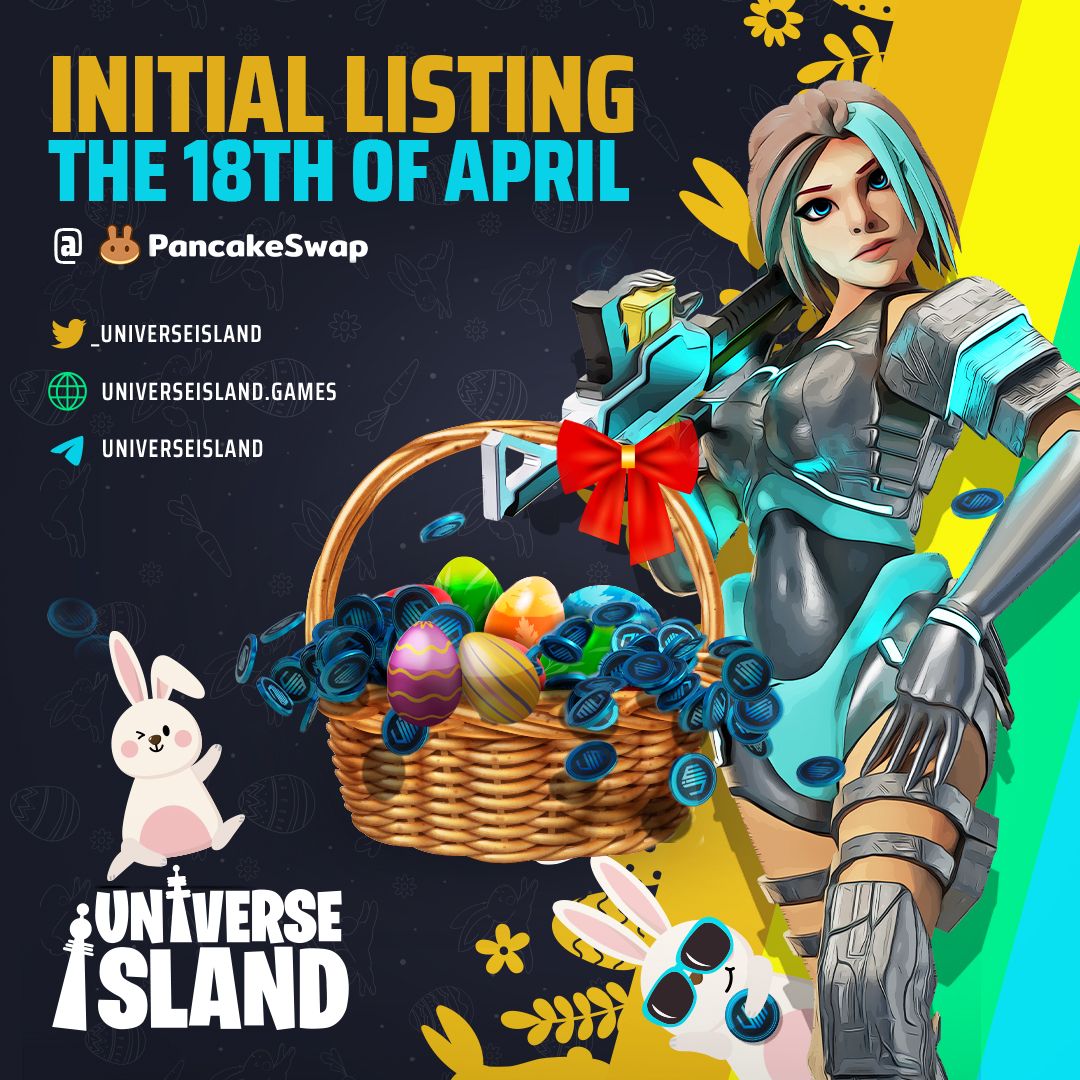 INITIAL LISTING
THE 18TH OF APRIL
@ PancakeSwap
_UNIVERSEISLAND
UNIVERSEISLAND.GAMES
UNIVERSEISLAND
UNIVERSE
ISLAND